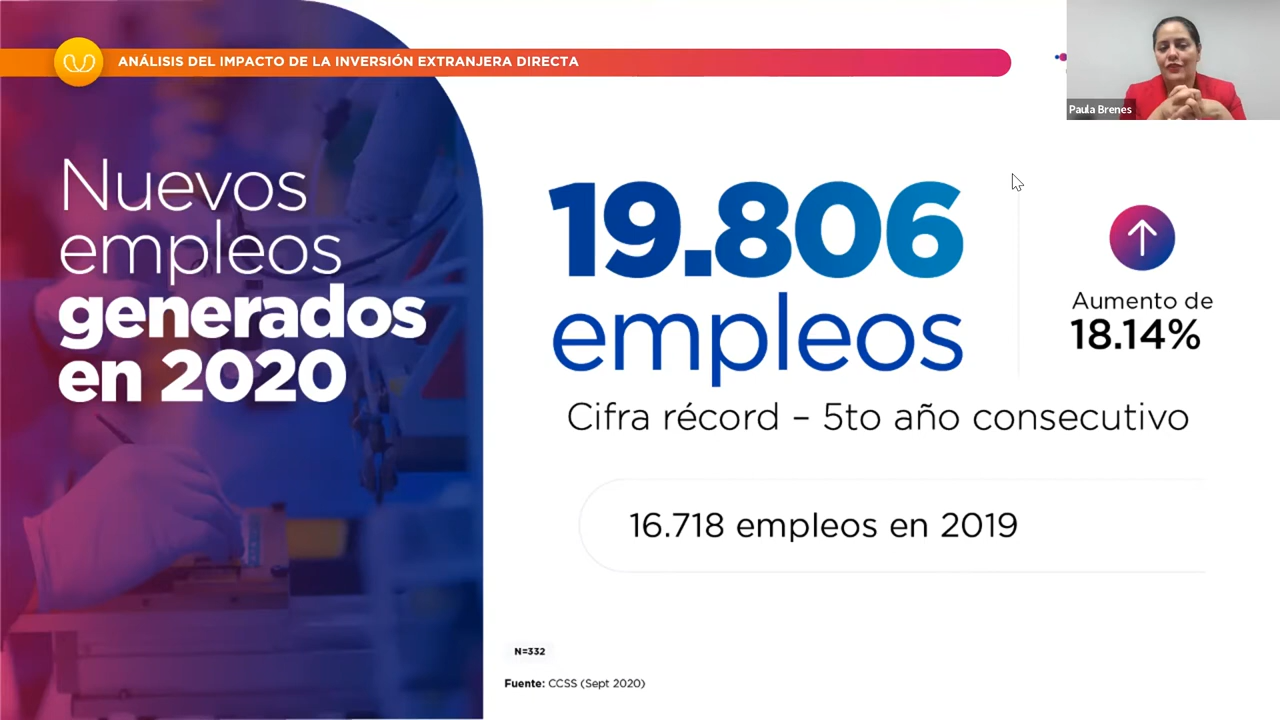 ANÁLISIS DEL IMPACTO DE LA INVERSIÓN EXTRANJERA DIRECTA
Paula Brenes
Nuevos
empleos
generados
en 2020
19.806
empleos
Aumento de
18.14%
Cifra récord – 5to año consecutivo
16.718 empleos en 2019
N=332
Fuente: CCSS (Sept 2020)